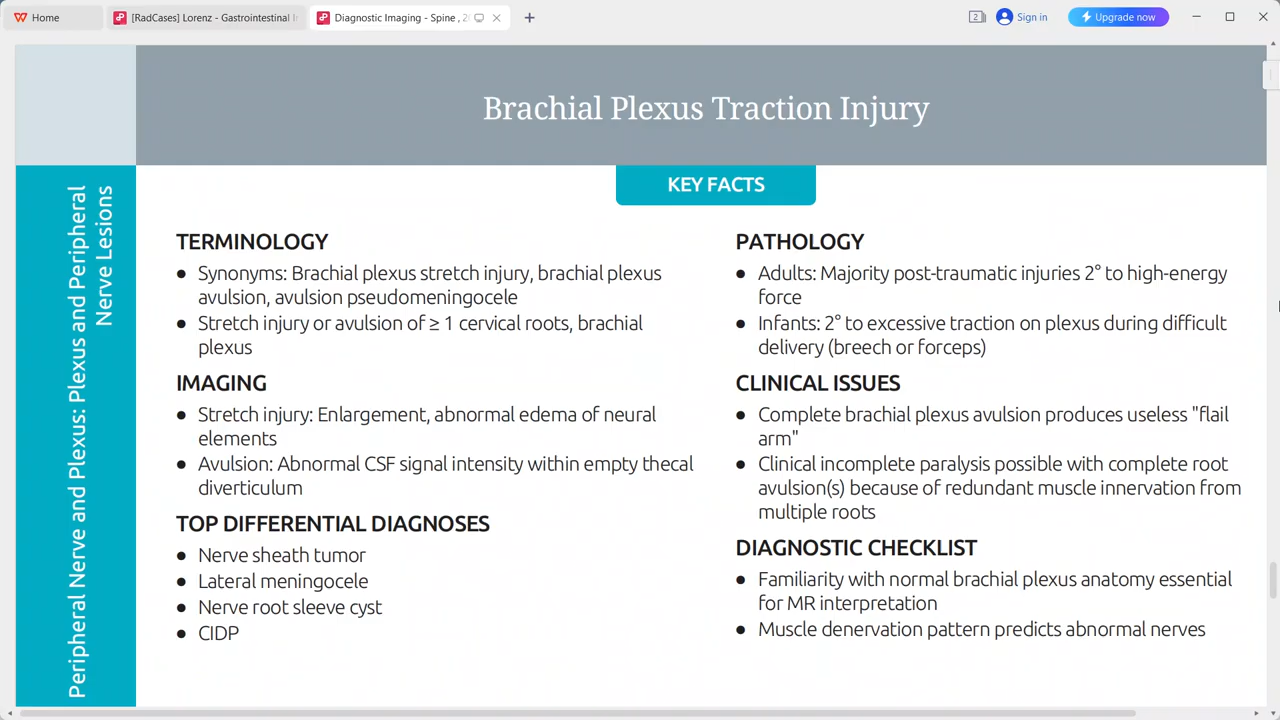 Home
[RadCases] Lorenz - Gastrointestinal
Diagnostic Imaging - Spine , 2
2
Sign in
Upgrade now
Brachial Plexus Traction Injury
Peripheral Nerve and Plexus: Plexus and Peripheral
Nerve Lesions
KEY FACTS
TERMINOLOGY
● Synonyms: Brachial plexus stretch injury, brachial plexus
avulsion, avulsion pseudomeningocele
● Stretch injury or avulsion of ≥ 1 cervical roots, brachial
plexus
IMAGING
● Stretch injury: Enlargement, abnormal edema of neural
elements
● Avulsion: Abnormal CSF signal intensity within empty thecal
diverticulum
TOP DIFFERENTIAL DIAGNOSES
● Nerve sheath tumor
● Lateral meningocele
● Nerve root sleeve cyst
● CIDP
PATHOLOGY
● Adults: Majority post-traumatic injuries 2° to high-energy
force
● Infants: 2° to excessive traction on plexus during difficult
delivery (breech or forceps)
CLINICAL ISSUES
● Complete brachial plexus avulsion produces useless "flail
arm"
● Clinical incomplete paralysis possible with complete root
avulsion(s) because of redundant muscle innervation from
multiple roots
DIAGNOSTIC CHECKLIST
● Familiarity with normal brachial plexus anatomy essential
for MR interpretation
● Muscle denervation pattern predicts abnormal nerves